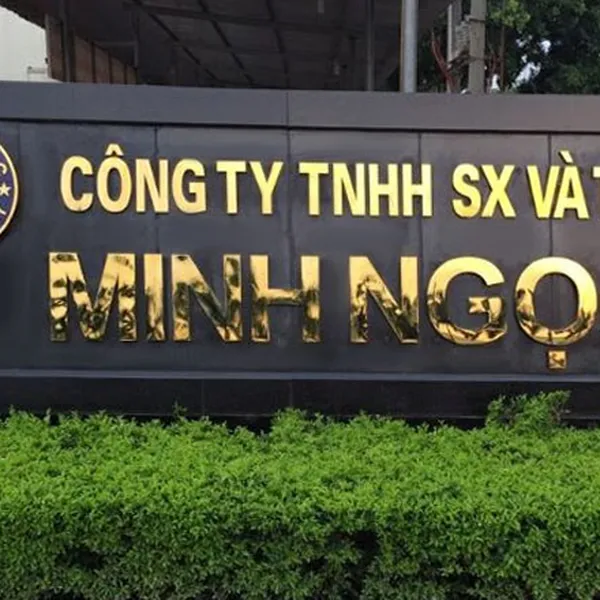 CÔNG TY TNHH SX VÀ T
MINH NGỌ